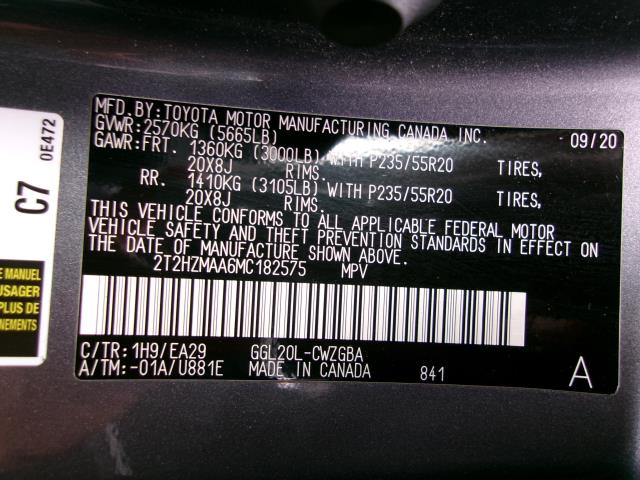 MFD.BY:TOYOTA MOTOR MANUFACTURING CANADA INC. 09/20
GVWR:2570KG (5665LB)
GAWR:FRT. 1360KG (3000LB) WITH P235/55R20 TIRES,
20X8J RIMS.
RR. 1410KG (3105LB) WITH P235/55R20 TIRES,
20X8J RIMS.
THIS VEHICLE CONFORMS TO ALL APPLICABLE FEDERAL MOTOR
VEHICLE SAFETY AND THEFT PREVENTION STANDARDS IN EFFECT ON
THE DATE OF MANUFACTURE SHOWN ABOVE.
2T2HZMAA6MC182575 MPV
C/TR:1H9/EA29 GGL20L-CWZGBA
A/TM:-01A/U881E MADE IN CANADA 841 A
C7 0E472
E MANUEL
USAGER
PLUS DE
NEMENTS